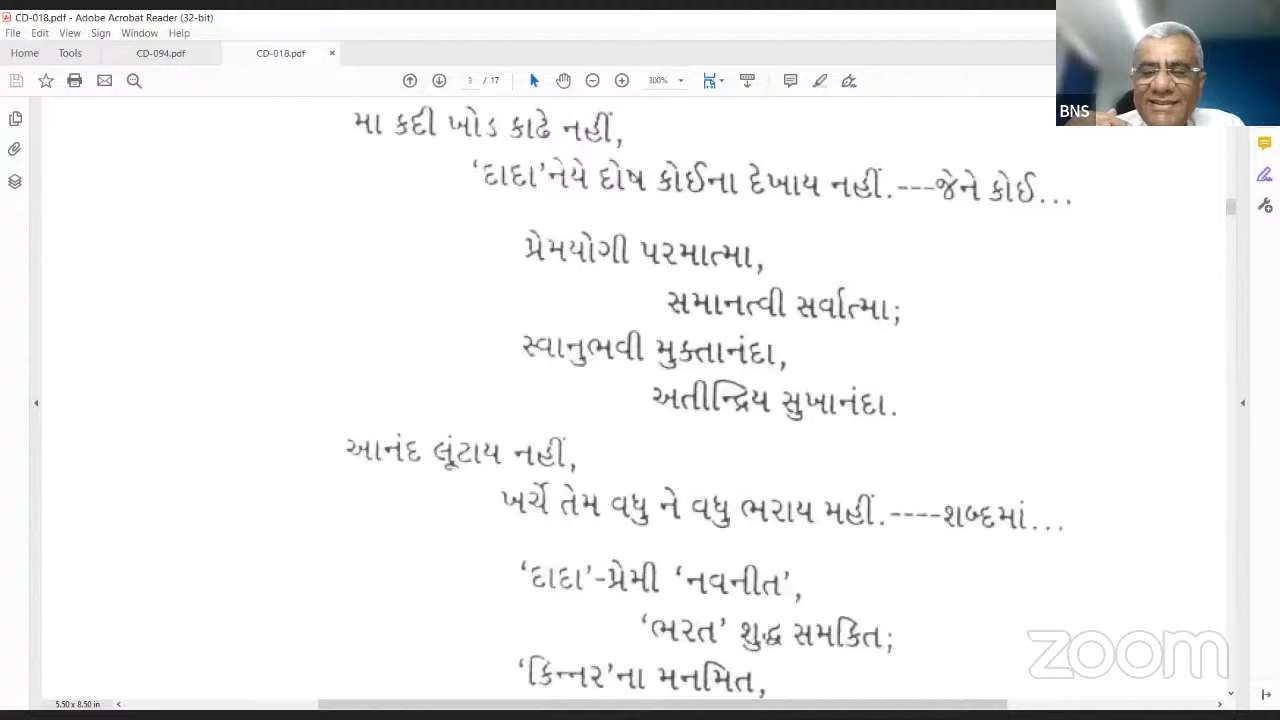 CD-018.pdf - Adobe Acrobat Reader (32-bit)
File Edit View Sign Window Help
Home Tools CD-094.pdf CD-018.pdf ×
3 / 17 300%
BNS
મા કદી ખોડ કાઢે નહીં,
‘દાદા’નેયે દોષ કોઈના દેખાય નહીં.---જેને કોઈ...
પ્રેમયોગી પરમાત્મા,
સમાનત્વી સર્વાત્મા;
સ્વાનુભવી મુક્તાનંદા,
અતીન્દ્રિય સુખાનંદા.
આનંદ લૂંટાય નહીં,
ખર્ચે તેમ વધુ ને વધુ ભરાય મહીં.----શબ્દમાં...
‘દાદા’-પ્રેમી ‘નવનીત’,
‘ભરત’ શુદ્ધ સમકિત;
‘કિન્નર’ના મનમિત,
zoom
5.50 x 8.50 in